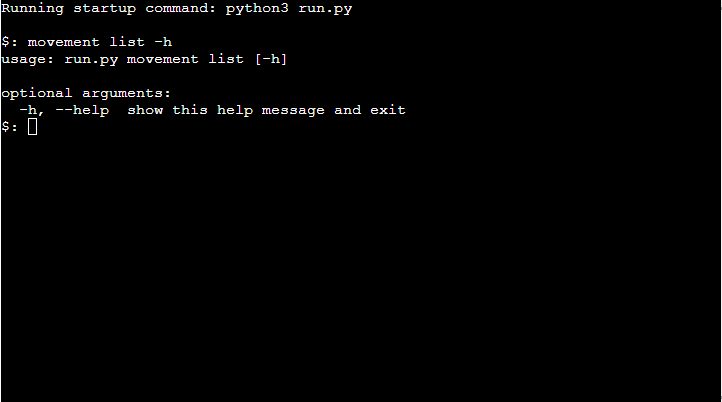 Running startup command: python3 run.py
$: movement list -h
usage: run.py movement list [-h]
optional arguments:
-h, --help  show this help message and exit
$: